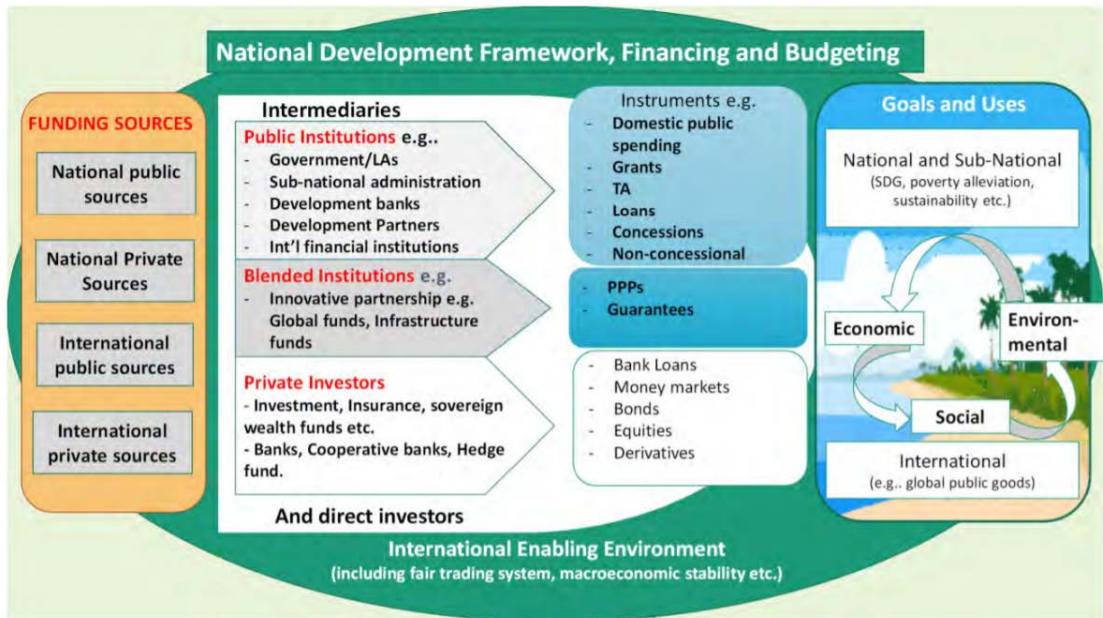 National Development Framework, Financing and Budgeting
FUNDING SOURCES
National public
sources
National Private
Sources
International
public sources
International
private sources
Intermediaries
Public Institutions e.g..
- Government/LAs
- Sub-national administration
- Development banks
- Development Partners
- Int'l financial institutions
Blended Institutions e.g.
- Innovative partnership e.g.
Global funds, Infrastructure
funds
Private Investors
- Investment, Insurance, sovereign
wealth funds etc.
- Banks, Cooperative banks, Hedge
fund.
And direct investors
Instruments e.g.
- Domestic public
spending
- Grants
- TA
- Loans
- Concessions
- Non-concessional
- PPPs
- Guarantees
- Bank Loans
- Money markets
- Bonds
- Equities
- Derivatives
Goals and Uses
National and Sub-National
(SDG, poverty alleviation,
sustainability etc.)
Economic
Environ-
mental
Social
International
(e.g.. global public goods)
International Enabling Environment
(including fair trading system, macroeconomic stability etc.)